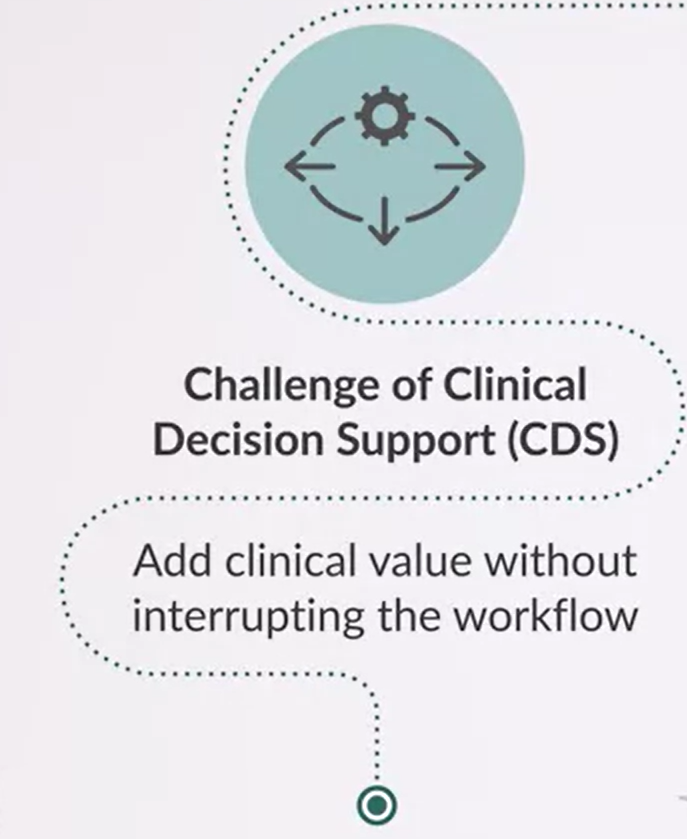 Challenge of Clinical
Decision Support (CDS)
Add clinical value without
interrupting the workflow